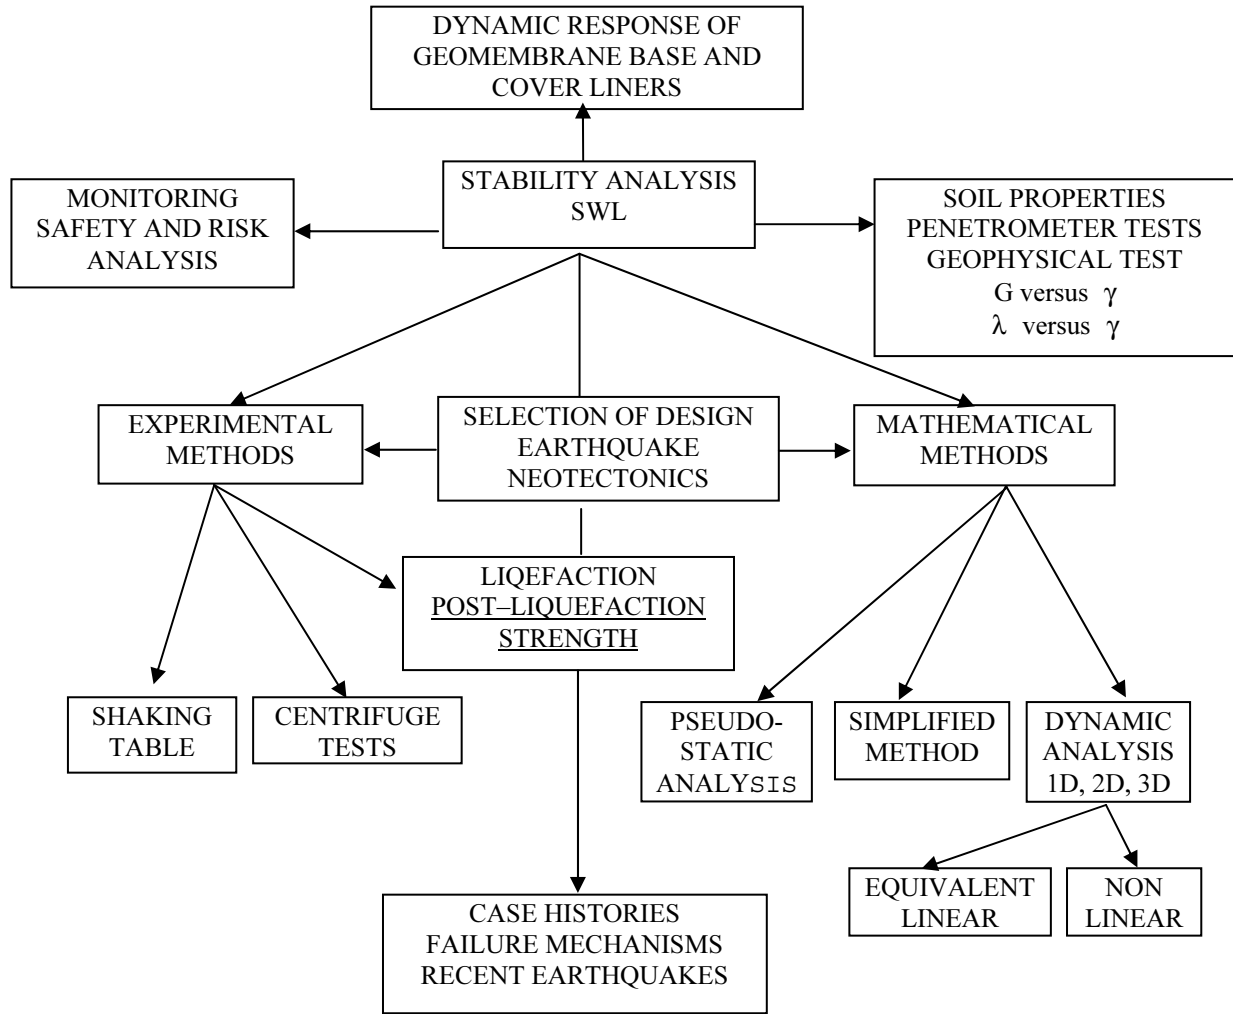 DYNAMIC RESPONSE OF
GEOMEMBRANE BASE AND
COVER LINERS
STABILITY ANALYSIS
SWL
MONITORING
SAFETY AND RISK
ANALYSIS
SOIL PROPERTIES
PENETROMETER TESTS
GEOPHYSICAL TEST
G versus γ
λ versus γ
EXPERIMENTAL
METHODS
SELECTION OF DESIGN
EARTHQUAKE
NEOTECTONICS
MATHEMATICAL
METHODS
LIQEFACTION
POST–LIQUEFACTION
STRENGTH
SHAKING
TABLE
CENTRIFUGE
TESTS
PSEUDO-
STATIC
ANALYSIS
SIMPLIFIED
METHOD
DYNAMIC
ANALYSIS
1D, 2D, 3D
EQUIVALENT
LINEAR
NON
LINEAR
CASE HISTORIES
FAILURE MECHANISMS
RECENT EARTHQUAKES